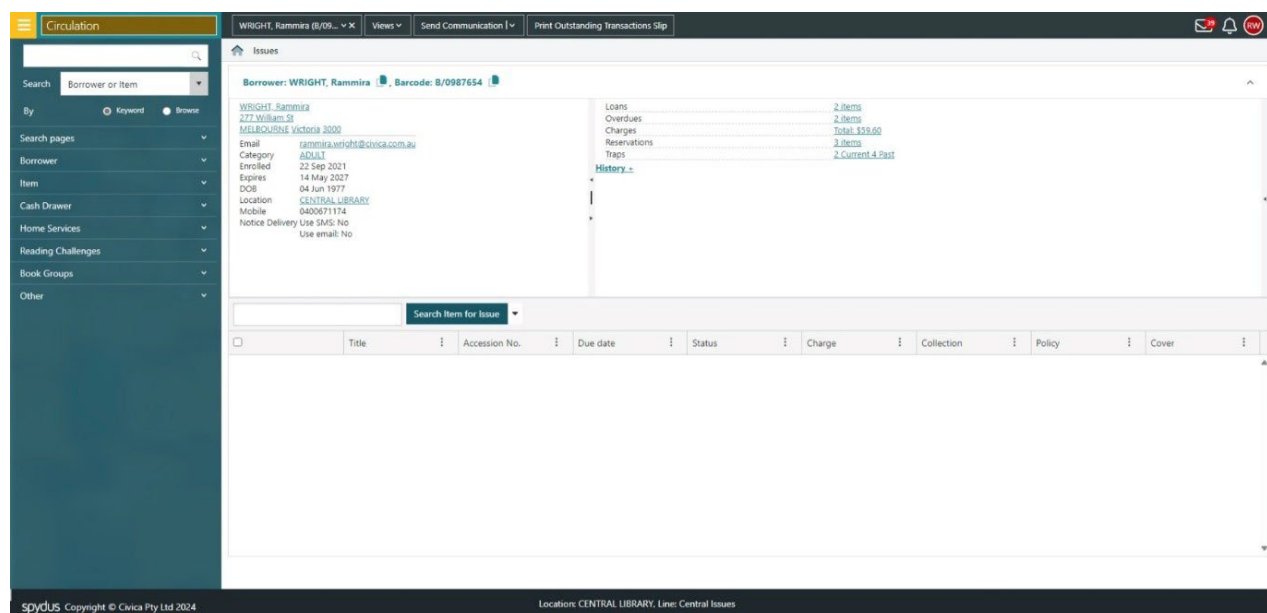 Circulation
WRIGHT, Rammira (B/09...
Views
Send Communication
Print Outstanding Transactions Slip
39
RW
Issues
Search
Borrower or Item
By
Keyword
Browse
Search pages
Borrower
Item
Cash Drawer
Home Services
Reading Challenges
Book Groups
Other
Borrower: WRIGHT, Rammira , Barcode: B/0987654
WRIGHT, Rammira
277 William St
MELBOURNE Victoria 3000
Email rammira.wright@civica.com.au
Category ADULT
Enrolled 22 Sep 2021
Expires 14 May 2027
DOB 04 Jun 1977
Location CENTRAL LIBRARY
Mobile 0400671174
Notice Delivery Use SMS: No
Use email: No
Loans 2 items
Overdues 2 items
Charges Total: $59.60
Reservations 3 items
Traps 2 Current 4 Past
History +
Search Item for Issue
Title Accession No. Due date Status Charge Collection Policy Cover
spydus Copyright © Civica Pty Ltd 2024
Location: CENTRAL LIBRARY, Line: Central Issues